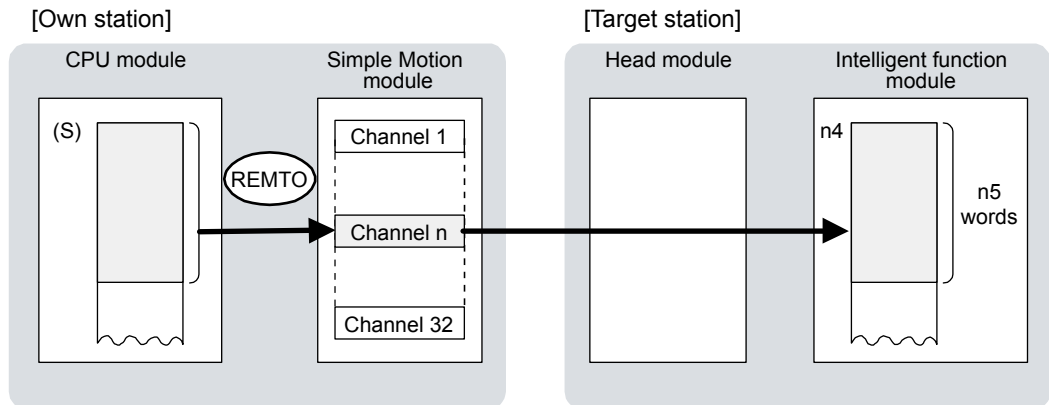 [Own station]
[Target station]
CPU module
Simple Motion
module
Head module
Intelligent function
module
(S)
REMTO
Channel 1
Channel n
Channel 32
n4
n5
words